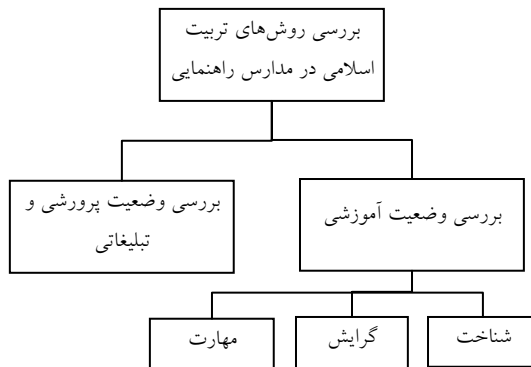 بررسی روش‌های تربیت
اسلامی در مدارس راهنمایی
بررسی وضعیت آموزشی
بررسی وضعیت پرورشی و
تبلیغاتی
شناخت
گرایش
مهارت